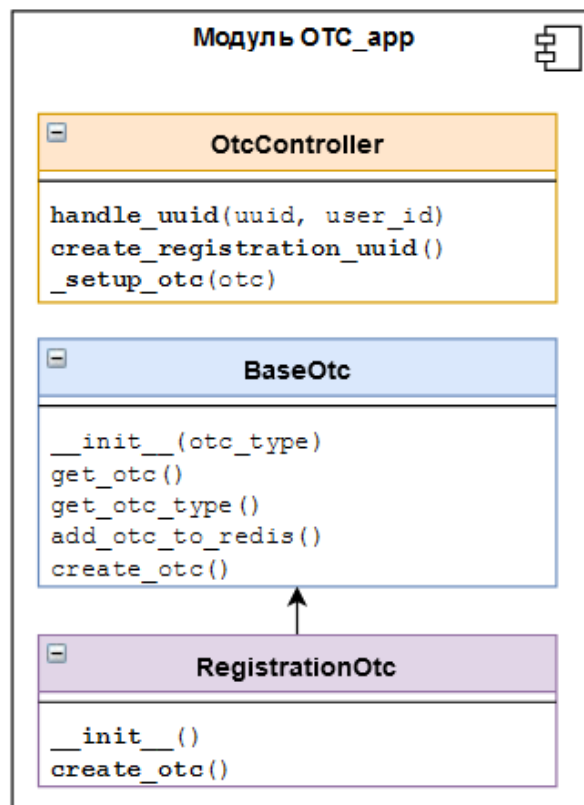 Модуль OTC_app
OtcController
handle_uuid(uuid, user_id)
create_registration_uuid()
_setup_otc(otc)
BaseOtc
__init__(otc_type)
get_otc()
get_otc_type()
add_otc_to_redis()
create_otc()
RegistrationOtc
__init__()
create_otc()